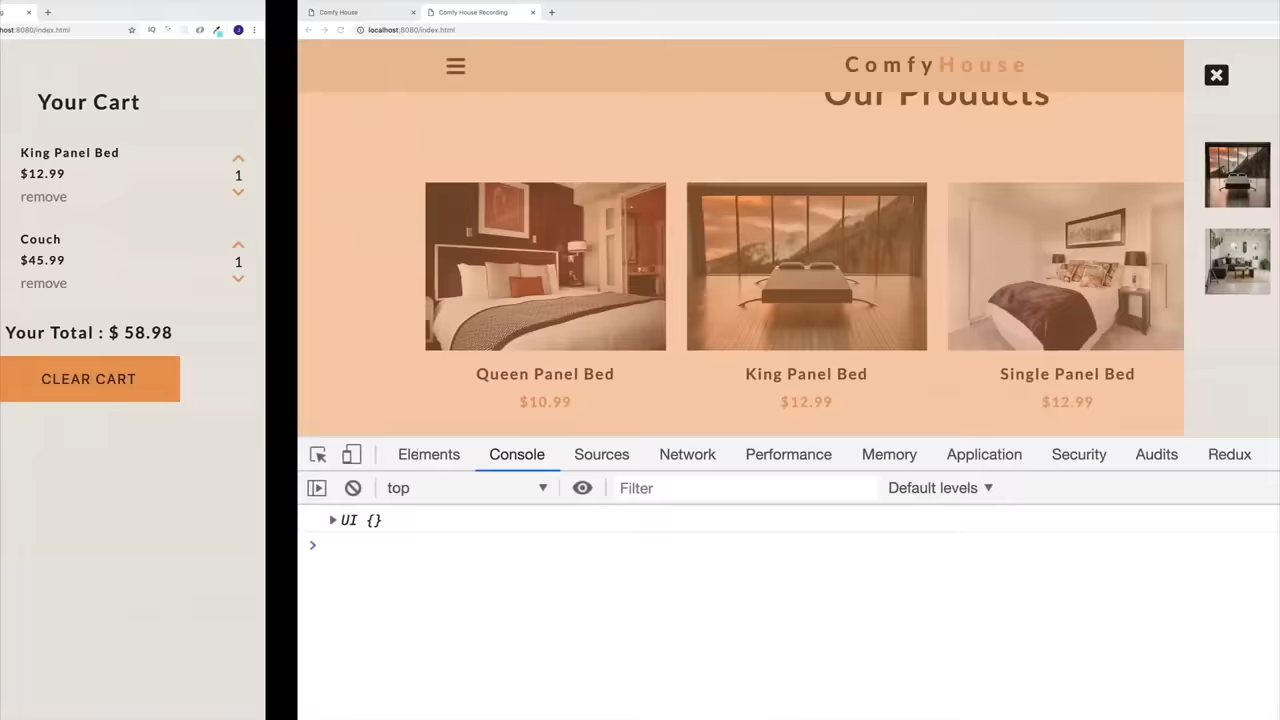 host:8080/index.html
Your Cart
King Panel Bed
$12.99
1
remove
Couch
$45.99
1
remove
Your Total : $ 58.98
CLEAR CART
Comfy House
Comfy House Recording
localhost:8080/index.html
ComfyHouse
Our Products
Queen Panel Bed
$10.99
King Panel Bed
$12.99
Single Panel Bed
$12.99
Elements Console Sources Network Performance Memory Application Security Audits Redux
top Filter Default levels
UI {}